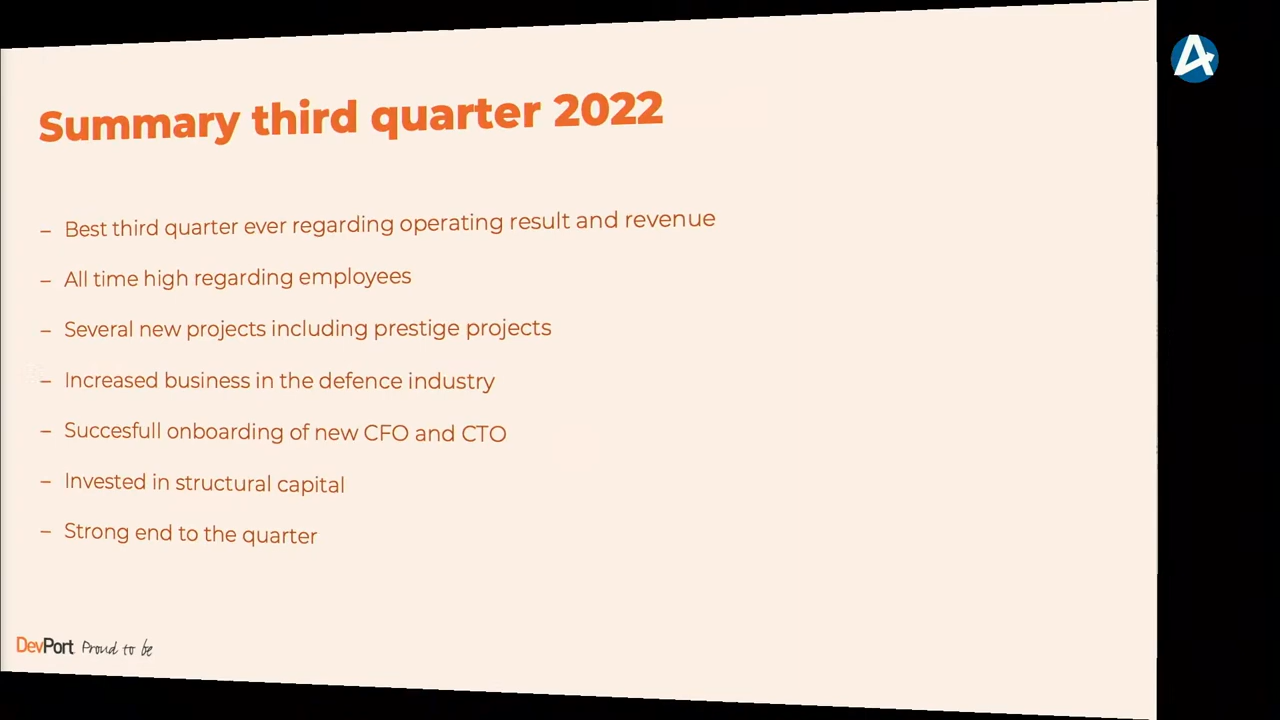 Summary third quarter 2022
– Best third quarter ever regarding operating result and revenue
– All time high regarding employees
– Several new projects including prestige projects
– Increased business in the defence industry
– Succesfull onboarding of new CFO and CTO
– Invested in structural capital
– Strong end to the quarter
DevPort Proud to be